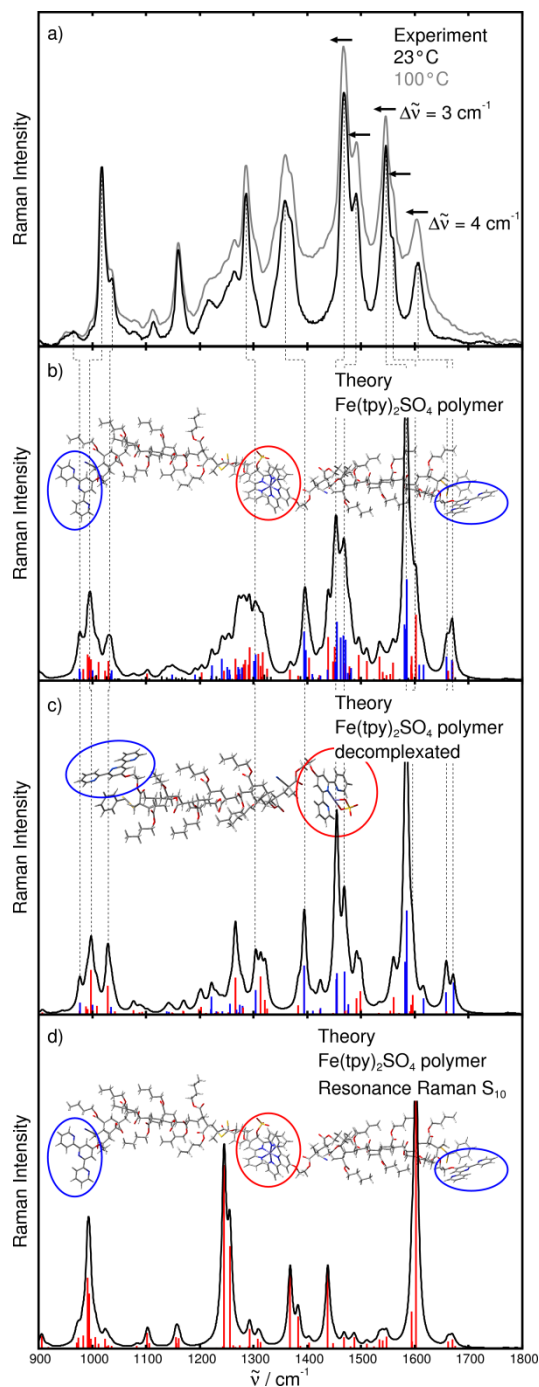 a)
Experiment
23°C
100°C
Δν̃ = 3 cm⁻¹
Δν̃ = 4 cm⁻¹
Raman Intensity
b)
Theory
Fe(tpy)₂SO₄ polymer
Raman Intensity
c)
Theory
Fe(tpy)₂SO₄ polymer
decomplexated
Raman Intensity
d)
Theory
Fe(tpy)₂SO₄ polymer
Resonance Raman S₁₀
Raman Intensity
900 1000 1100 1200 1300 1400 1500 1600 1700 1800
ν̃ / cm⁻¹